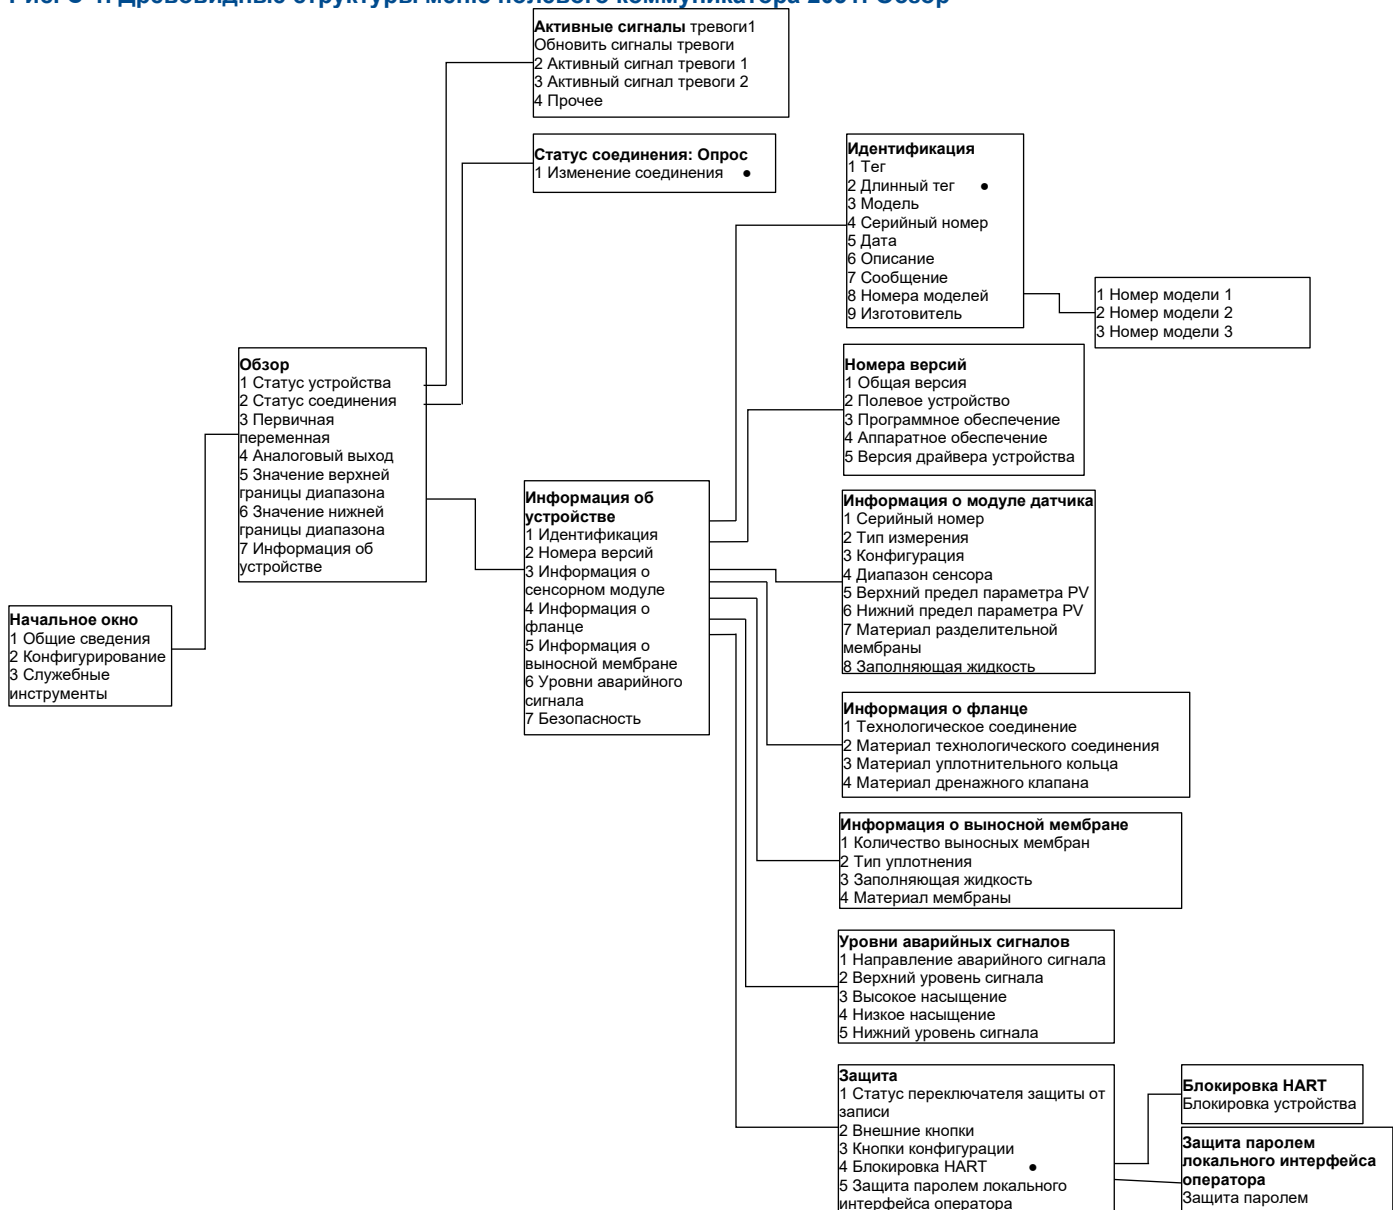 Рис. C-1. Древовидные структуры меню полевого коммуникатора 2051: Обзор
Активные сигналы тревоги1
Обновить сигналы тревоги
2 Активный сигнал тревоги 1
3 Активный сигнал тревоги 2
4 Прочее
Статус соединения: Опрос
1 Изменение соединения ●
Идентификация
1 Тег
2 Длинный тег ●
3 Модель
4 Серийный номер
5 Дата
6 Описание
7 Сообщение
8 Номера моделей
9 Изготовитель
1 Номер модели 1
2 Номер модели 2
3 Номер модели 3
Обзор
1 Статус устройства
2 Статус соединения
3 Первичная
переменная
4 Аналоговый выход
5 Значение верхней
границы диапазона
6 Значение нижней
границы диапазона
7 Информация об
устройстве
Номера версий
1 Общая версия
2 Полевое устройство
3 Программное обеспечение
4 Аппаратное обеспечение
5 Версия драйвера устройства
Информация об
устройстве
1 Идентификация
2 Номера версий
3 Информация о
сенсорном модуле
4 Информация о
фланце
5 Информация о
выносной мембране
6 Уровни аварийного
сигнала
7 Безопасность
Информация о модуле датчика
1 Серийный номер
2 Тип измерения
3 Конфигурация
4 Диапазон сенсора
5 Верхний предел параметра PV
6 Нижний предел параметра PV
7 Материал разделительной
мембраны
8 Заполняющая жидкость
Начальное окно
1 Общие сведения
2 Конфигурирование
3 Служебные
инструменты
Информация о фланце
1 Технологическое соединение
2 Материал технологического соединения
3 Материал уплотнительного кольца
4 Материал дренажного клапана
Информация о выносной мембране
1 Количество выносных мембран
2 Тип уплотнения
3 Заполняющая жидкость
4 Материал мембраны
Уровни аварийных сигналов
1 Направление аварийного сигнала
2 Верхний уровень сигнала
3 Высокое насыщение
4 Низкое насыщение
5 Нижний уровень сигнала
Защита
1 Статус переключателя защиты от
записи
2 Внешние кнопки
3 Кнопки конфигурации
4 Блокировка HART ●
5 Защита паролем локального
интерфейса оператора
Блокировка HART
Блокировка устройства
Защита паролем
локального интерфейса
оператора
Защита паролем